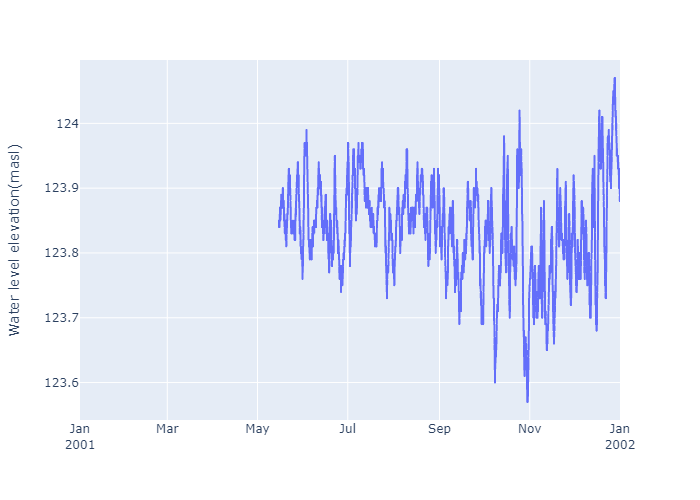 Water level elevation(masl)
124
123.9
123.8
123.7
123.6
Jan
2001
Mar
May
Jul
Sep
Nov
Jan
2002